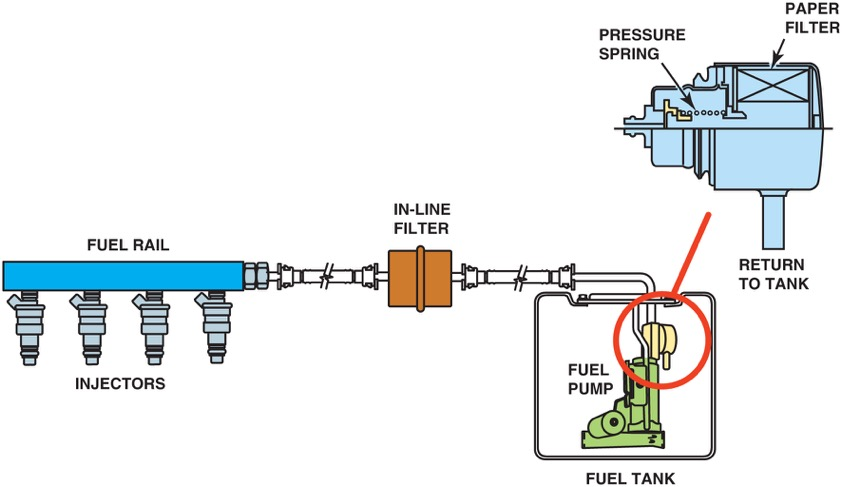 PAPER
FILTER
PRESSURE
SPRING
IN-LINE
FILTER
FUEL RAIL
RETURN
TO TANK
INJECTORS
FUEL
PUMP
FUEL TANK